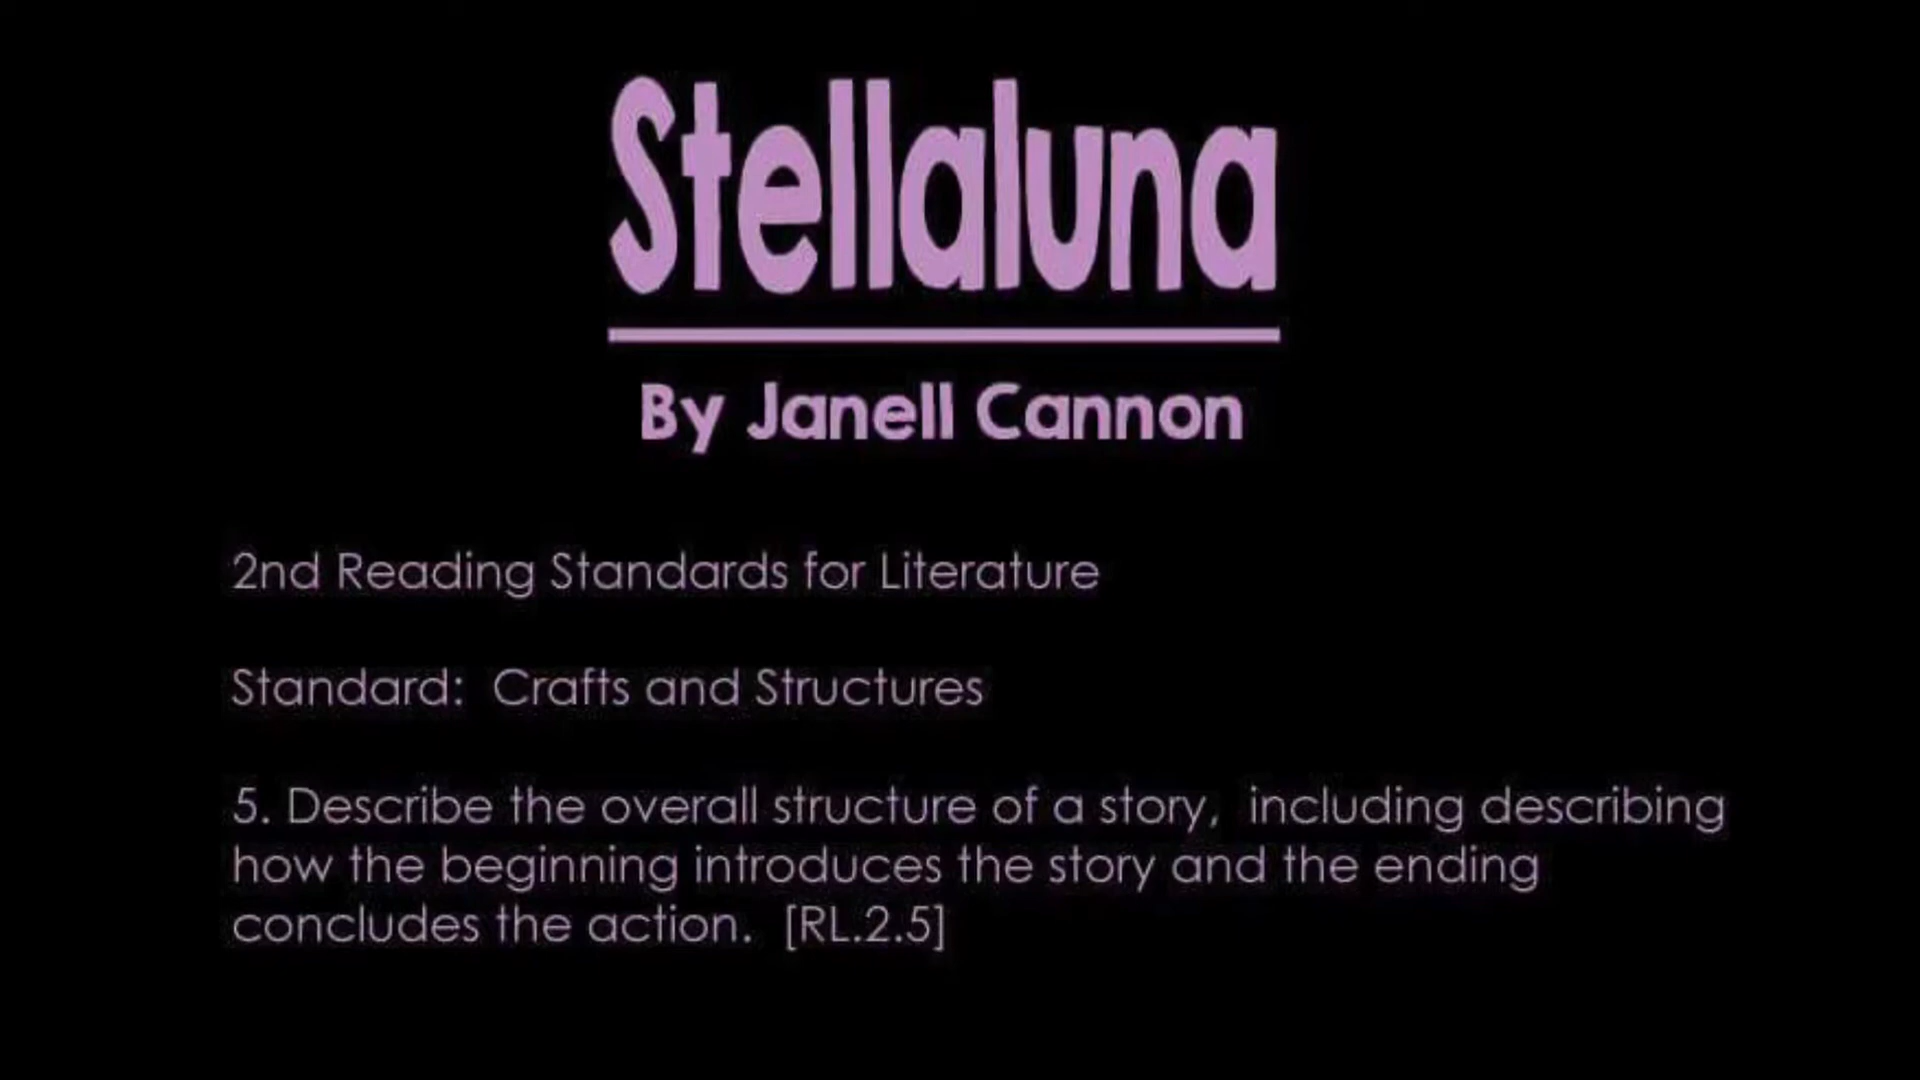 Stellaluna
By Janell Cannon
2nd Reading Standards for Literature
Standard:  Crafts and Structures
5. Describe the overall structure of a story,  including describing
how the beginning introduces the story and the ending
concludes the action.  [RL.2.5]